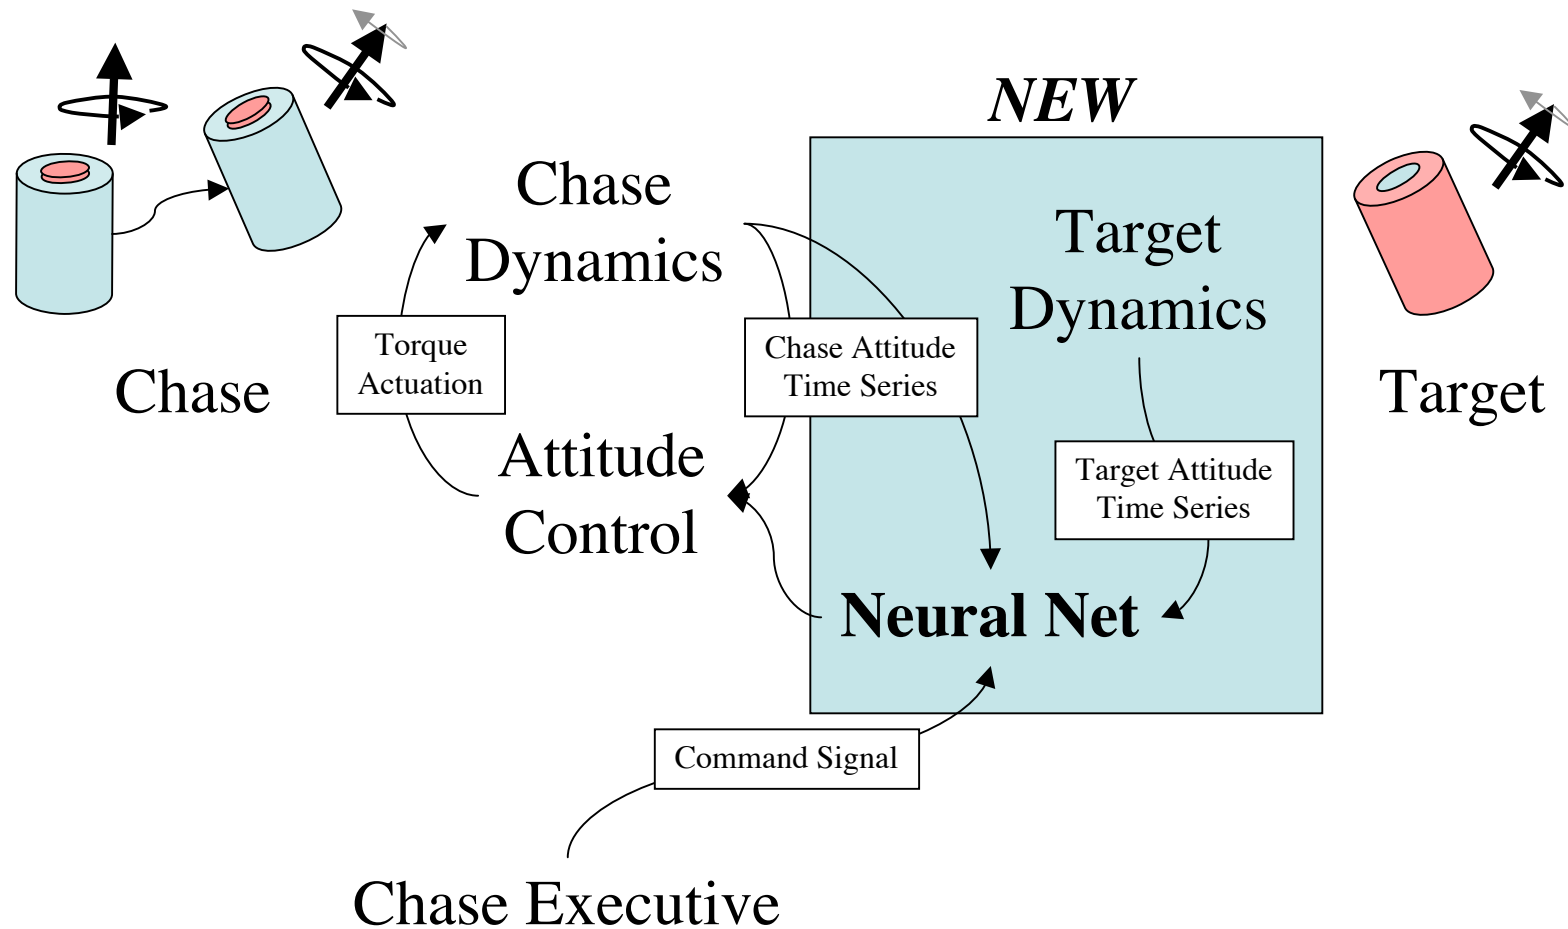 NEW
Chase
Dynamics
Target
Dynamics
Torque
Actuation
Chase Attitude
Time Series
Chase
Target
Attitude
Control
Target Attitude
Time Series
Neural Net
Command Signal
Chase Executive